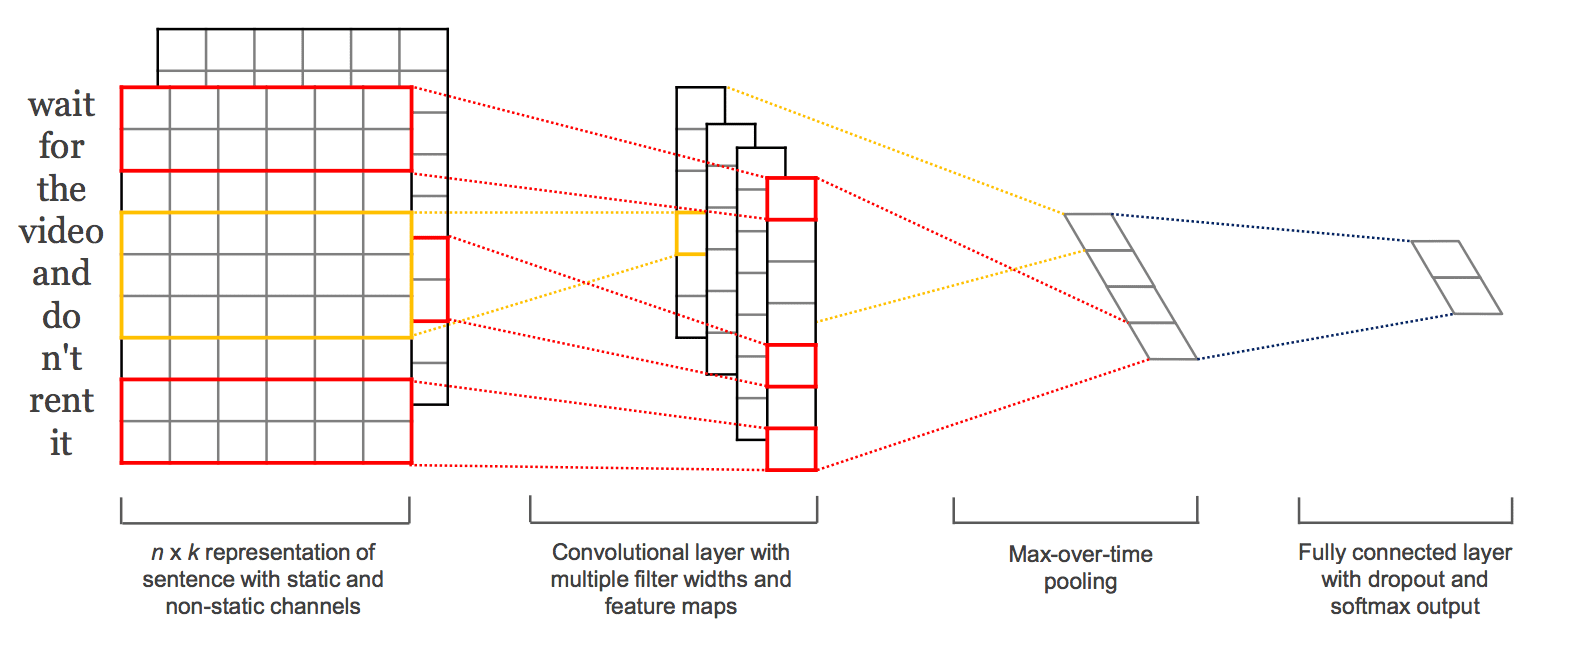 wait
for
the
video
and
do
n't
rent
it
n x k representation of
sentence with static and
non-static channels
Convolutional layer with
multiple filter widths and
feature maps
Max-over-time
pooling
Fully connected layer
with dropout and
softmax output